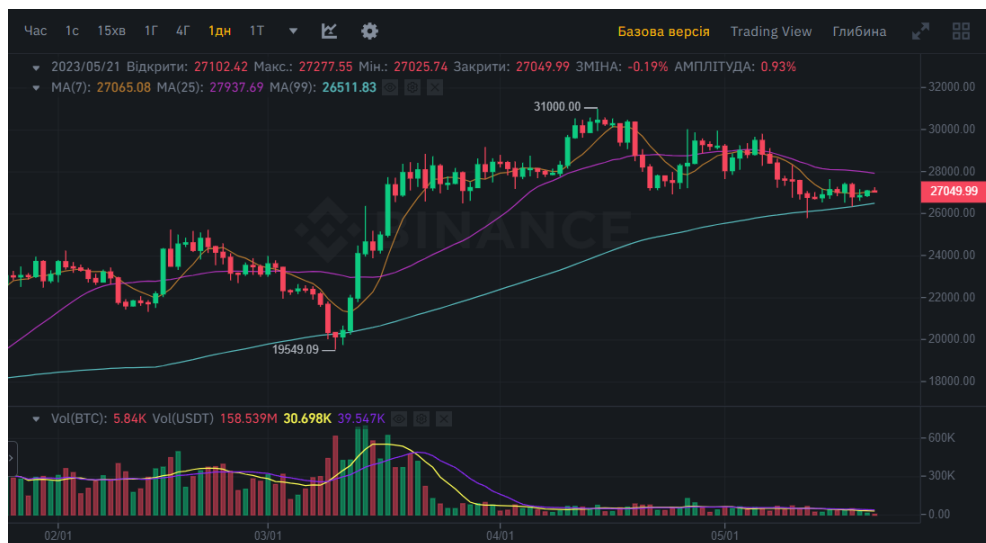 Час 1с 15хв 1Г 4Г 1дн 1Т Базова версія Trading View Глибина
2023/05/21 Відкрити: 27102.42 Макс.: 27277.55 Мін.: 27025.74 Закрити: 27049.99 ЗМІНА: -0.19% АМПЛІТУДА: 0.93%
MA(7): 27065.08 MA(25): 27937.69 MA(99): 26511.83
32000.00
31000.00
30000.00
28000.00
27049.99
26000.00
BINANCE
24000.00
22000.00
20000.00
19549.09
18000.00
Vol(BTC): 5.84K Vol(USDT) 158.539M 30.698K 39.547K
600K
300K
0.00
02/01 03/01 04/01 05/01